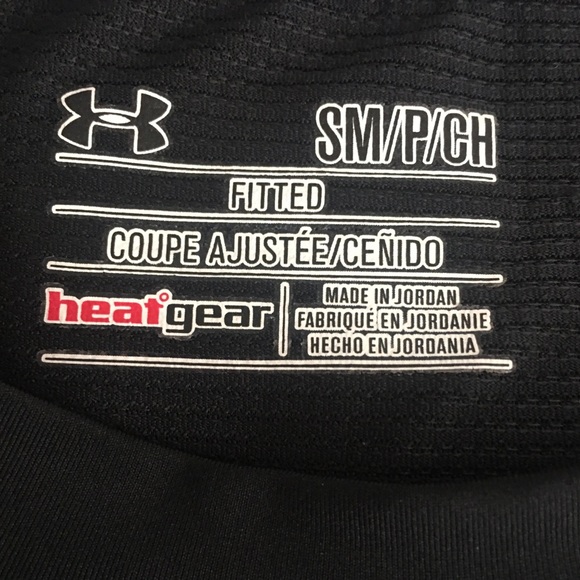 SM/P/CH
FITTED
COUPE AJUSTÉE/CEÑIDO
heatgear
MADE IN JORDAN
FABRIQUÉ EN JORDANIE
HECHO EN JORDANIA